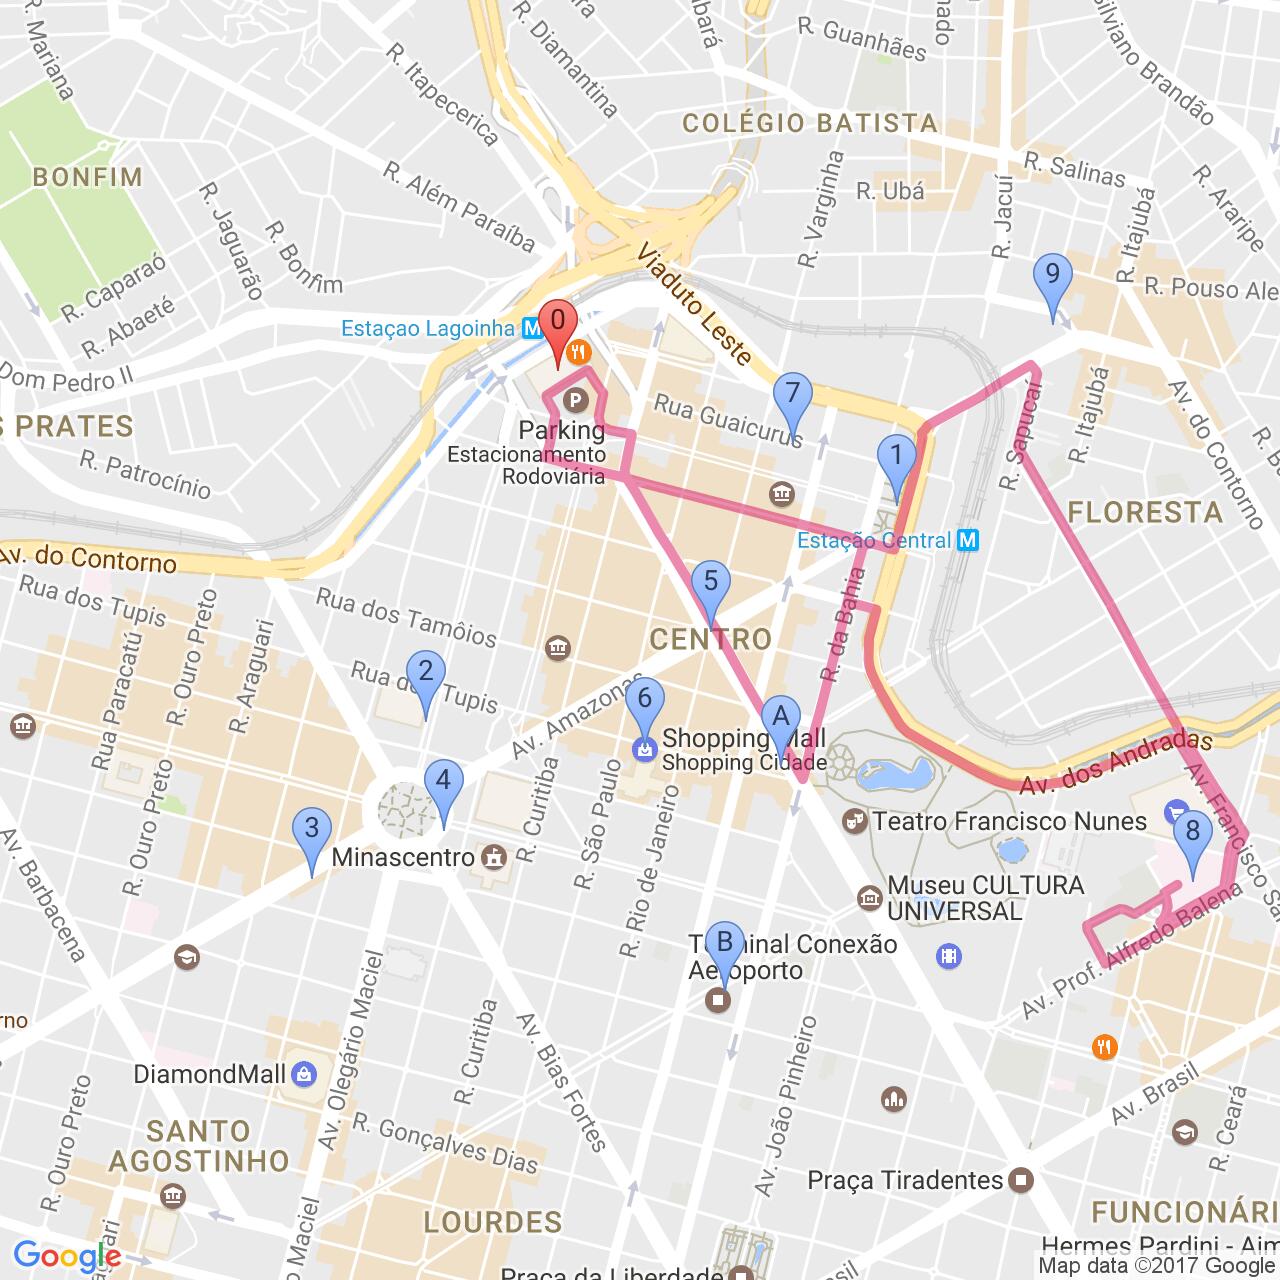 R. Mariana
R. Diamantina
R. Guanhães
Silviano Brandão
R. Itapecerica
COLÉGIO BATISTA
BONFIM
R. Além Paraíba
R. Varginha
R. Ubá
R. Salinas
R. Jacuí
R. Itajubá
R. Araripe
R. Jaguarão
R. Bonfim
R. Caparaó
R. Abaeté
Viaduto Leste
R. Pouso Ale
9
0
Estaçao Lagoinha
M
Dom Pedro II
7
Rua Guaicurus
R. Sapucaí
R. Itajubá
Av. do Contorno
PRATES
P
Parking
Estacionamento
Rodoviária
R. Patrocínio
1
FLORESTA
Estação Central
M
Av. do Contorno
Rua dos Tupis
Rua dos Tamôios
5
CENTRO
R. da Bahia
Rua Paracatú
R. Ouro Preto
R. Araguari
2
Tupis
6
Av. Amazonas
A
Shopping Mall
Shopping Cidade
Av. dos Andradas
R. Ouro Preto
4
3
Minascentro
R. Curitiba
R. São Paulo
R. Rio de Janeiro
Teatro Francisco Nunes
8
Av. Francisco Sa
Av. Barbacena
Museu CULTURA
UNIVERSAL
Av. Prof. Alfredo Balena
B
Terminal Conexão
Aeroporto
Av. Olegário Maciel
R. Curitiba
Av. Bias Fortes
Av. João Pinheiro
rno
DiamondMall
Av. Brasil
R. Ceará
R. Ouro Preto
SANTO
AGOSTINHO
R. Gonçalves Dias
Praça Tiradentes
LOURDES
FUNCIONÁRI
Maciel
Hermes Pardini - Aim
Google
Praça da Liberdade
Map data ©2017 Google